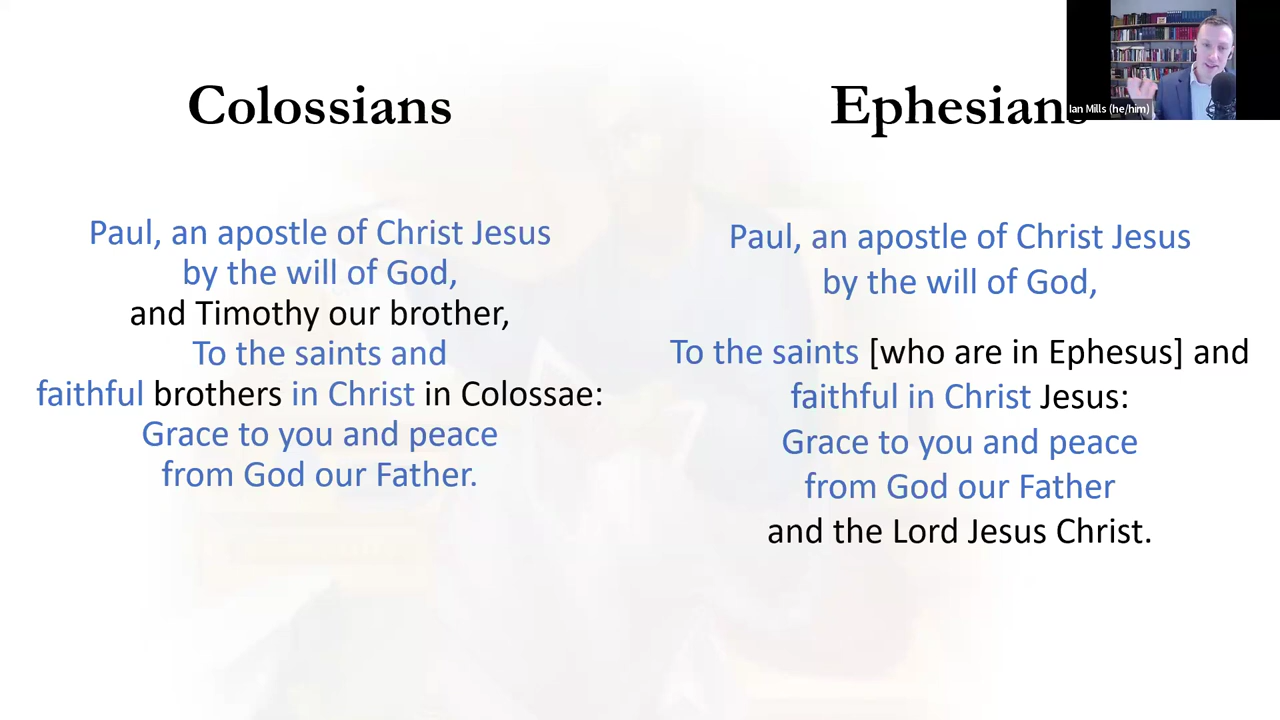 Colossians
Paul, an apostle of Christ Jesus
by the will of God,
and Timothy our brother,
To the saints and
faithful brothers in Christ in Colossae:
Grace to you and peace
from God our Father.
Ephesians
Paul, an apostle of Christ Jesus
by the will of God,
To the saints [who are in Ephesus] and
faithful in Christ Jesus:
Grace to you and peace
from God our Father
and the Lord Jesus Christ.
Ian Mills (he/him)